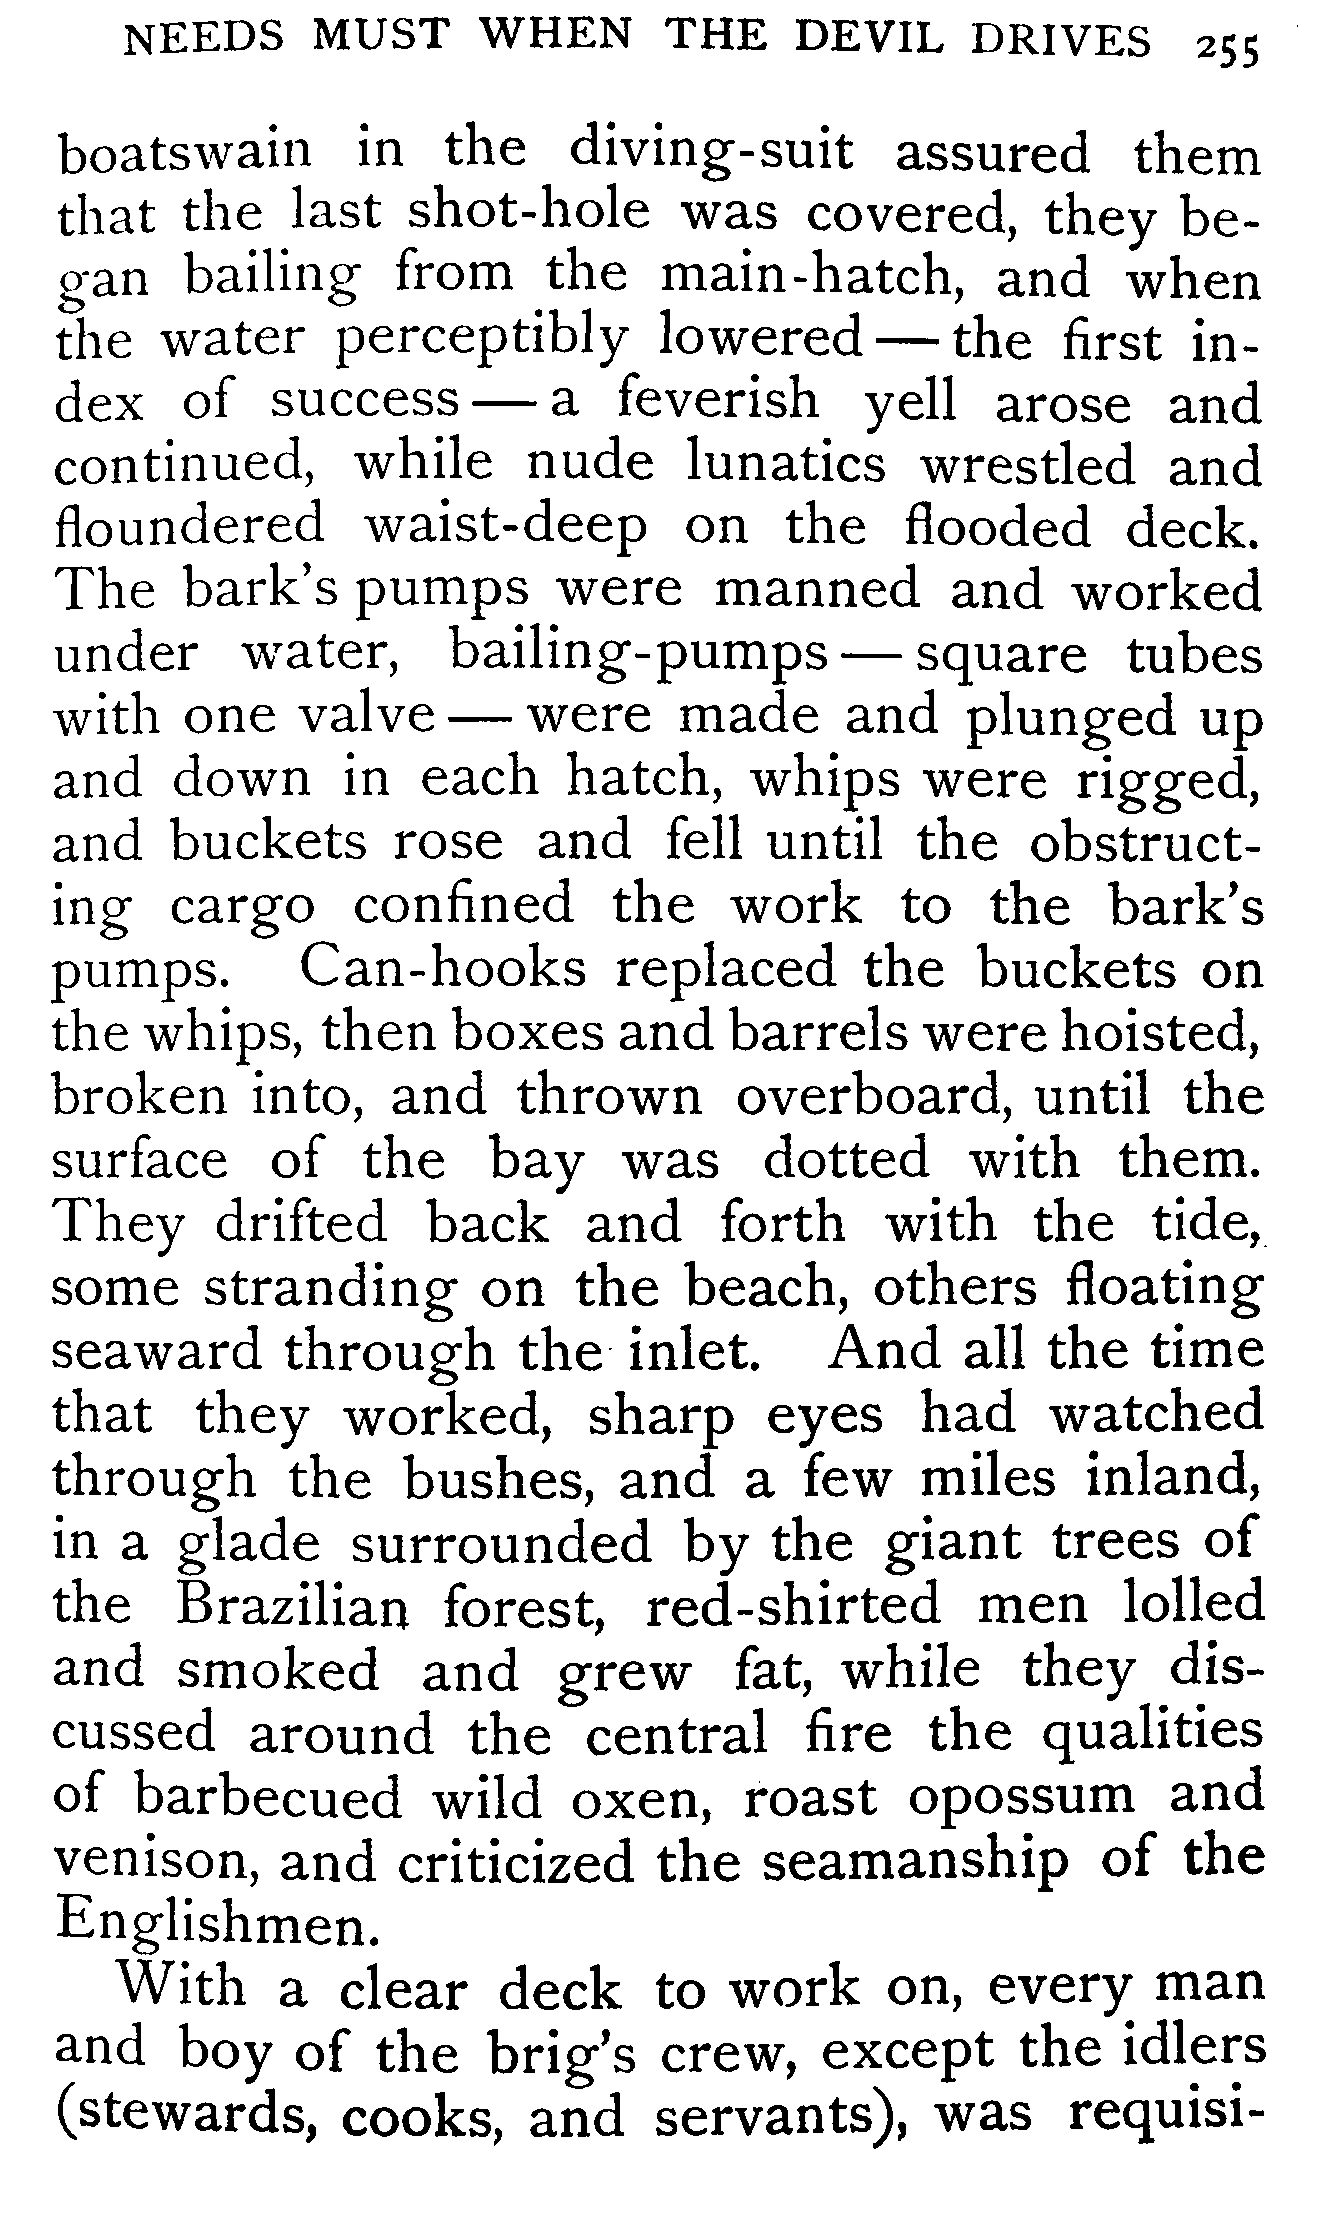 NEEDS MUST WHEN THE DEVIL DRIVES 255
boatswain in the diving-suit assured them
that the last shot-hole was covered, they be-
gan bailing from the main-hatch, and when
the water perceptibly lowered — the first in-
dex of success — a feverish yell arose and
continued, while nude lunatics wrestled and
floundered waist-deep on the flooded deck.
The bark's pumps were manned and worked
under water, bailing-pumps — square tubes
with one valve — were made and plunged up
and down in each hatch, whips were rigged,
and buckets rose and fell until the obstruct-
ing cargo confined the work to the bark's
pumps. Can-hooks replaced the buckets on
the whips, then boxes and barrels were hoisted,
broken into, and thrown overboard, until the
surface of the bay was dotted with them.
They drifted back and forth with the tide,
some stranding on the beach, others floating
seaward through the inlet. And all the time
that they worked, sharp eyes had watched
through the bushes, and a few miles inland,
in a glade surrounded by the giant trees of
the Brazilian forest, red-shirted men lolled
and smoked and grew fat, while they dis-
cussed around the central fire the qualities
of barbecued wild oxen, roast opossum and
venison, and criticized the seamanship of the
Englishmen.
With a clear deck to work on, every man
and boy of the brig's crew, except the idlers
(stewards, cooks, and servants), was requisi-